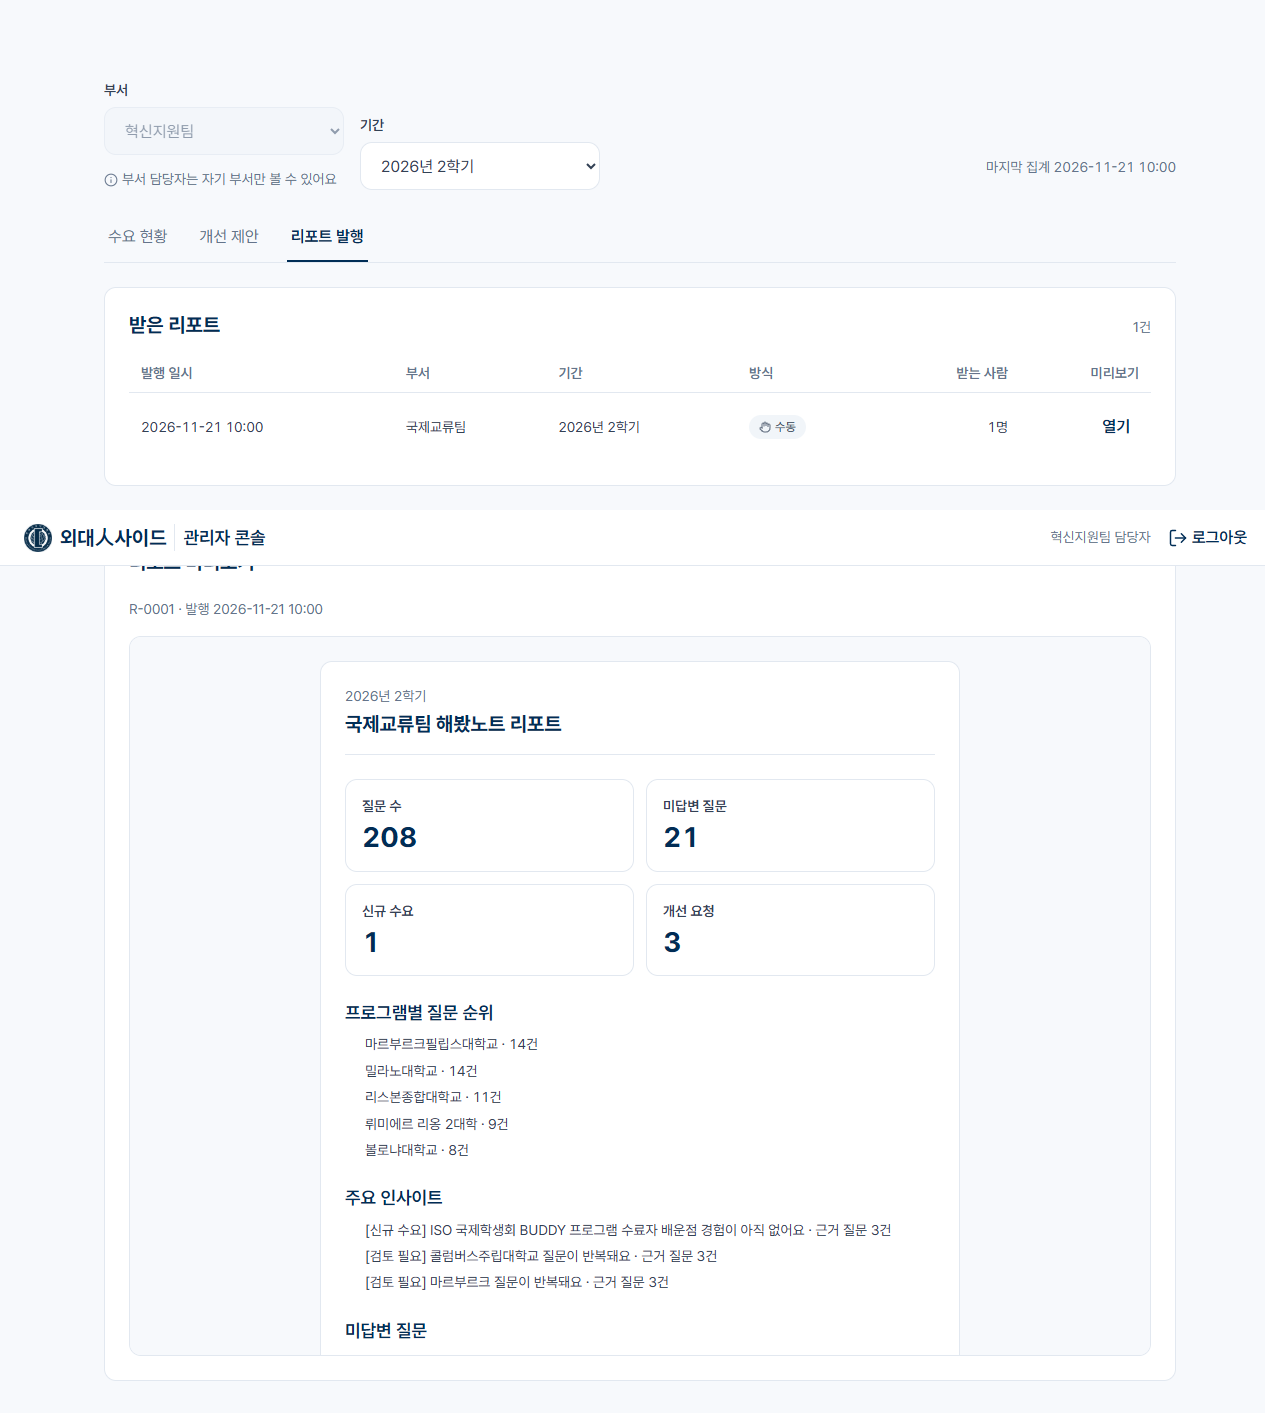 부서
혁신지원팀
부서 담당자는 자기 부서만 볼 수 있어요
기간
2026년 2학기
마지막 집계 2026-11-21 10:00
수요 현황
개선 제안
리포트 발행
받은 리포트
1건
발행 일시 부서 기간 방식 받는 사람 미리보기
2026-11-21 10:00 국제교류팀 2026년 2학기 수동 1명 열기
외대人사이드
관리자 콘솔
혁신지원팀 담당자
로그아웃
R-0001 · 발행 2026-11-21 10:00
2026년 2학기
국제교류팀 해봤노트 리포트
질문 수
208
미답변 질문
21
신규 수요
1
개선 요청
3
프로그램별 질문 순위
마르부르크필립스대학교 · 14건
밀라노대학교 · 14건
리스본종합대학교 · 11건
뤼미에르 리옹 2대학 · 9건
볼로냐대학교 · 8건
주요 인사이트
[신규 수요] ISO 국제학생회 BUDDY 프로그램 수료자 배운점 경험이 아직 없어요 · 근거 질문 3건
[검토 필요] 콜럼버스주립대학교 질문이 반복돼요 · 근거 질문 3건
[검토 필요] 마르부르크 질문이 반복돼요 · 근거 질문 3건
미답변 질문